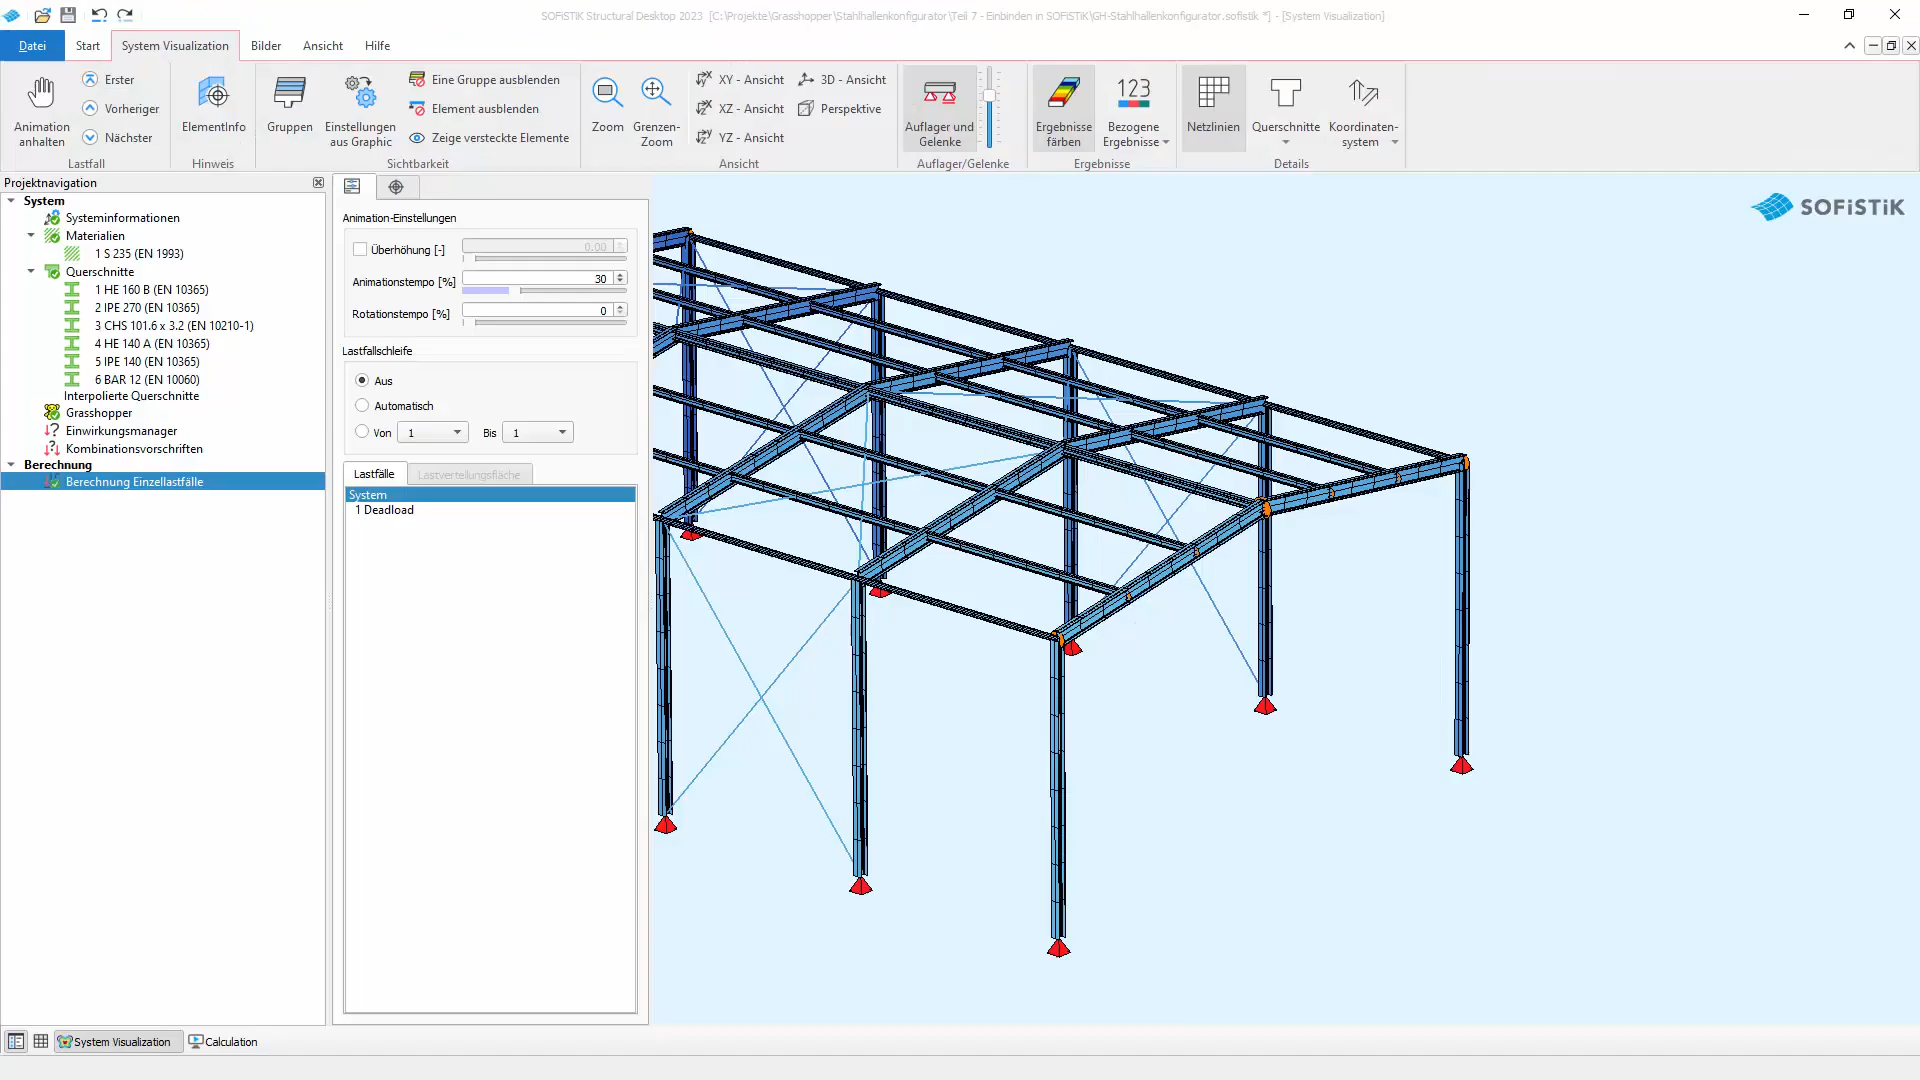 SOFiSTiK Structural Desktop 2023 [C:\Projekte\Grasshopper\Stahlhallenkonfigurator\Teil 7 - Einbinden in SOFiSTiK\GH-Stahlhallenkonfigurator.sofistik *] - [System Visualization]
Datei Start System Visualization Bilder Ansicht Hilfe
Animation anhalten
Erster
Vorheriger
Nächster
Lastfall
ElementInfo
Hinweis
Gruppen
Einstellungen aus Graphic
Eine Gruppe ausblenden
Element ausblenden
Zeige versteckte Elemente
Sichtbarkeit
Zoom
Grenzen-Zoom
XY - Ansicht
XZ - Ansicht
YZ - Ansicht
3D - Ansicht
Perspektive
Ansicht
Auflager und Gelenke
Auflager/Gelenke
Ergebnisse färben
123
Bezogene Ergebnisse
Ergebnisse
Netzlinien
Querschnitte
Koordinaten-system
Details
Projektnavigation
System
Systeminformationen
Materialien
1 S 235 (EN 1993)
Querschnitte
1 HE 160 B (EN 10365)
2 IPE 270 (EN 10365)
3 CHS 101.6 x 3.2 (EN 10210-1)
4 HE 140 A (EN 10365)
5 IPE 140 (EN 10365)
6 BAR 12 (EN 10060)
Interpolierte Querschnitte
Grasshopper
Einwirkungsmanager
Kombinationsvorschriften
Berechnung
Berechnung Einzellastfälle
Animation-Einstellungen
Überhöhung [-] 0.00
Animationstempo [%] 30
Rotationstempo [%] 0
Lastfallschleife
Aus
Automatisch
Von 1 Bis 1
Lastfälle Lastverteilungsfläche
System
1 Deadload
SOFiSTiK
System Visualization Calculation